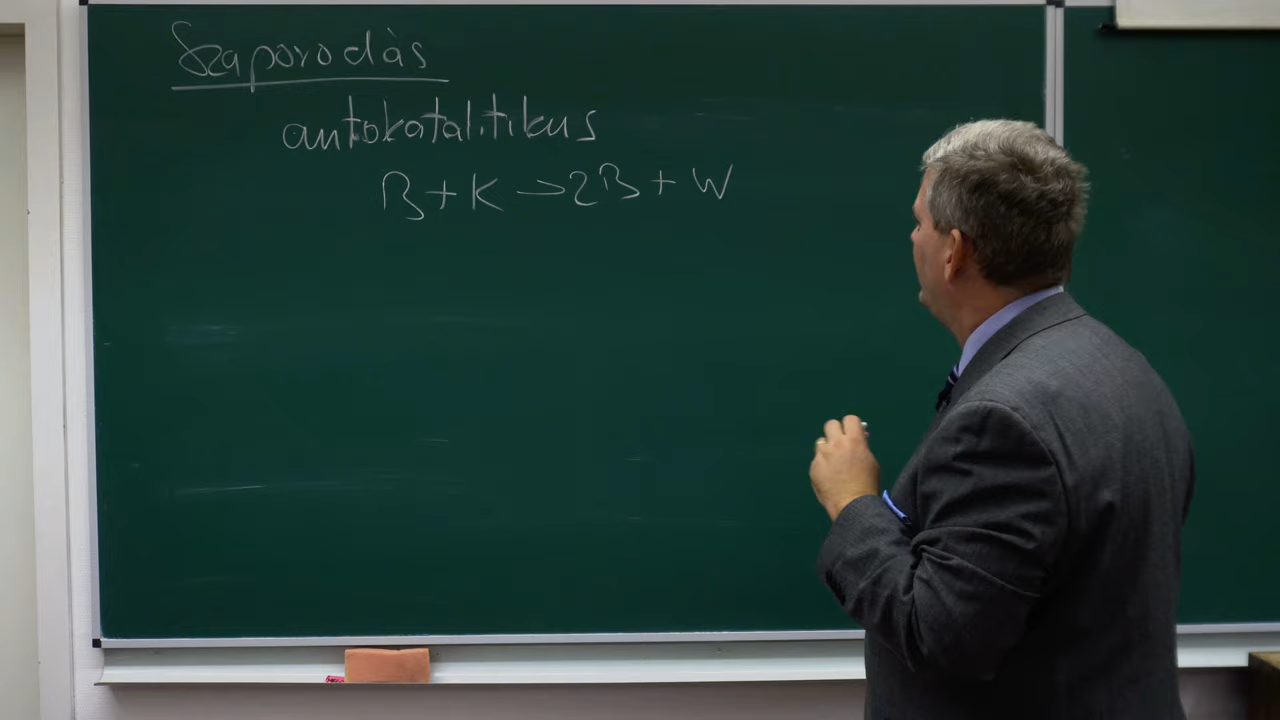 Szaporodás
autokatalitikus
B + K → 2B + W